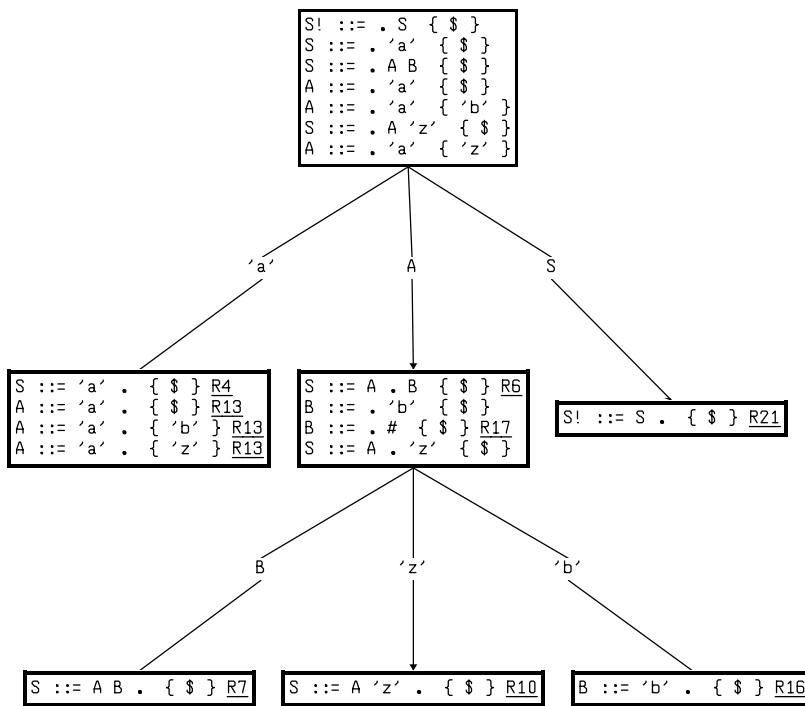 S! ::= . S { $ }
S ::= . 'a' { $ }
S ::= . A B { $ }
A ::= . 'a' { $ }
A ::= . 'a' { 'b' }
S ::= . A 'z' { $ }
A ::= . 'a' { 'z' }
'a' A S
S ::= 'a' . { $ } R4
A ::= 'a' . { $ } R13
A ::= 'a' . { 'b' } R13
A ::= 'a' . { 'z' } R13
S ::= A . B { $ } R6
B ::= . 'b' { $ }
B ::= . # { $ } R17
S ::= A . 'z' { $ }
S! ::= S . { $ } R21
B 'z' 'b'
S ::= A B . { $ } R7
S ::= A 'z' . { $ } R10
B ::= 'b' . { $ } R16